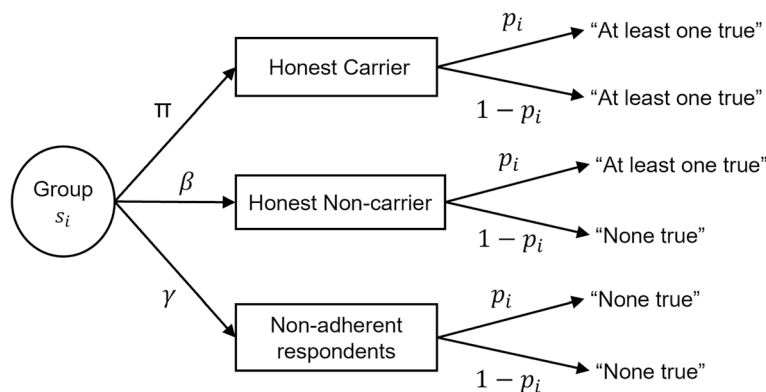 Group
s_i
π
β
γ
Honest Carrier
p_i
“At least one true”
1 − p_i
“At least one true”
Honest Non-carrier
p_i
“At least one true”
1 − p_i
“None true”
Non-adherent
respondents
p_i
“None true”
1 − p_i
“None true”